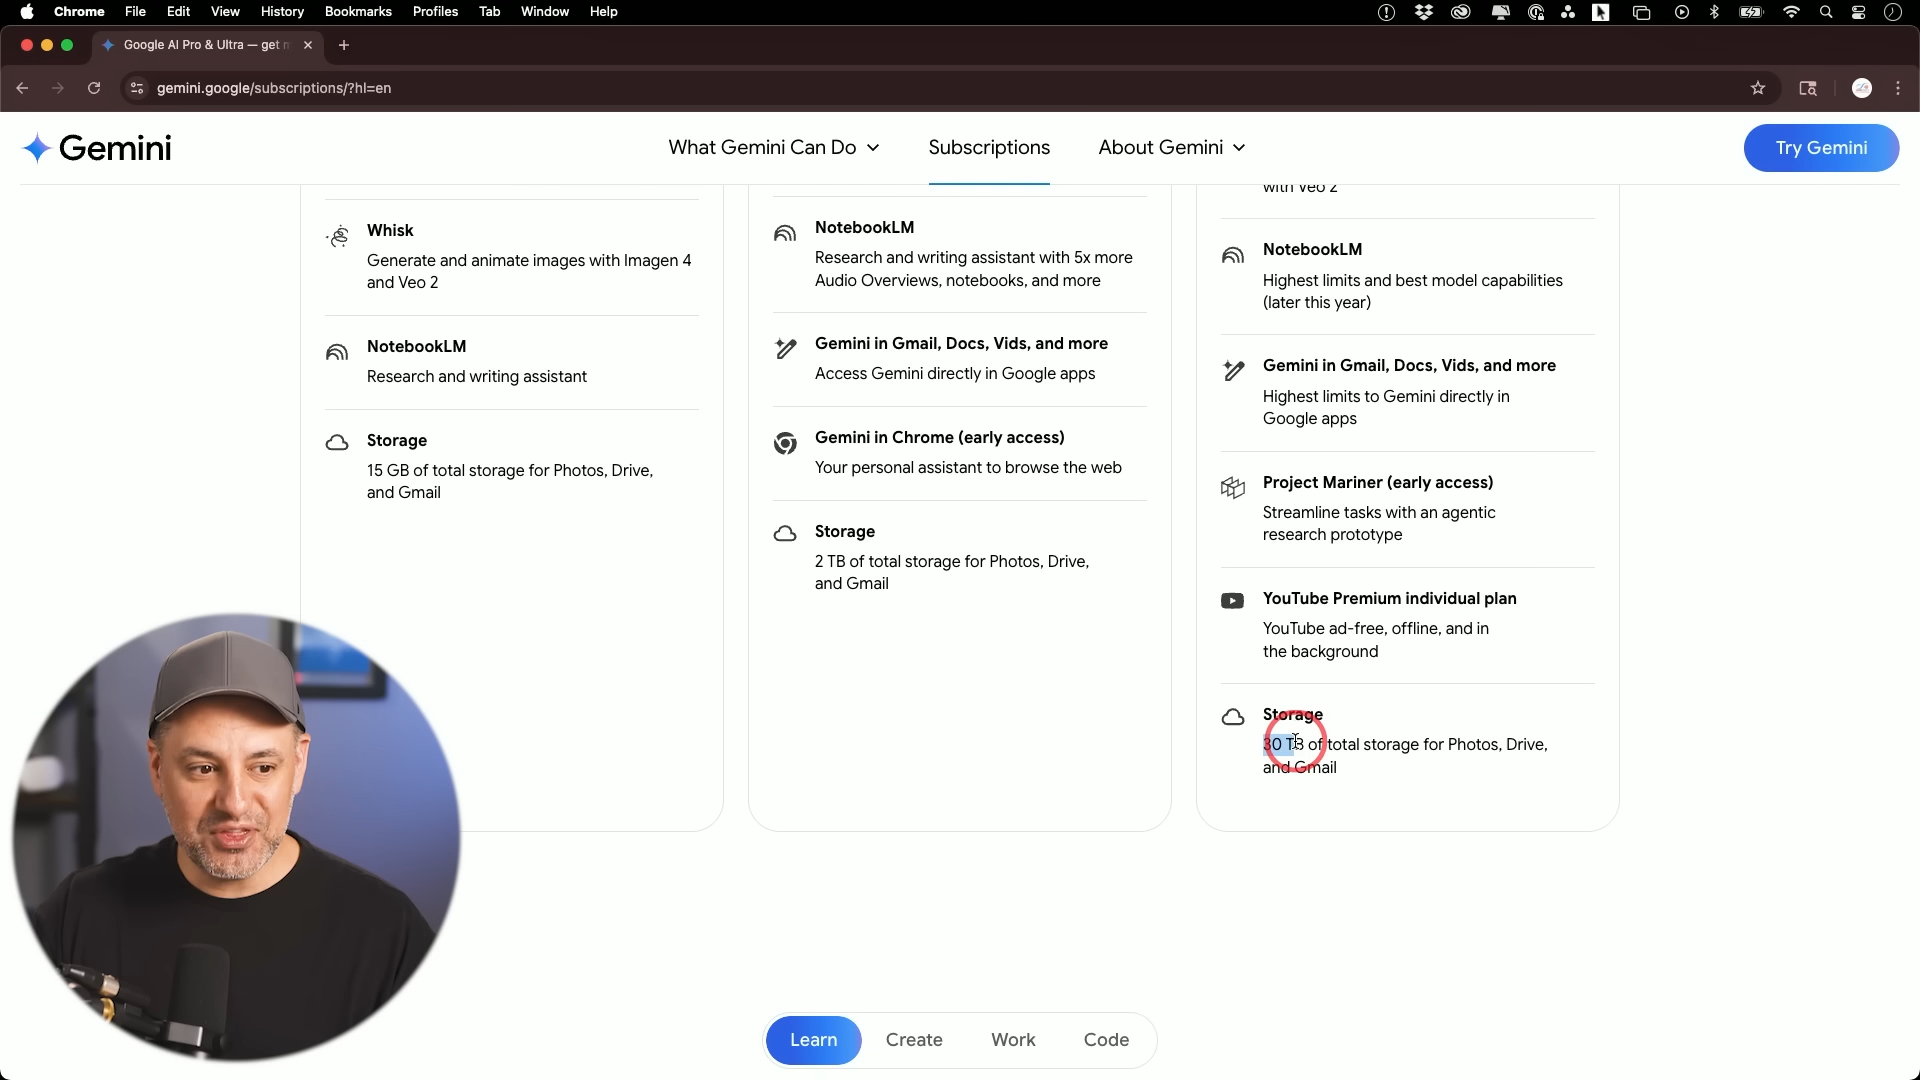 Chrome File Edit View History Bookmarks Profiles Tab Window Help
Google AI Pro & Ultra — get
gemini.google/subscriptions/?hl=en
Gemini
What Gemini Can Do
Subscriptions
About Gemini
Try Gemini
Whisk
Generate and animate images with Imagen 4
and Veo 2
NotebookLM
Research and writing assistant
Storage
15 GB of total storage for Photos, Drive,
and Gmail
NotebookLM
Research and writing assistant with 5x more
Audio Overviews, notebooks, and more
Gemini in Gmail, Docs, Vids, and more
Access Gemini directly in Google apps
Gemini in Chrome (early access)
Your personal assistant to browse the web
Storage
2 TB of total storage for Photos, Drive,
and Gmail
with Veo 2
NotebookLM
Highest limits and best model capabilities
(later this year)
Gemini in Gmail, Docs, Vids, and more
Highest limits to Gemini directly in
Google apps
Project Mariner (early access)
Streamline tasks with an agentic
research prototype
YouTube Premium individual plan
YouTube ad-free, offline, and in
the background
Storage
30 TB of total storage for Photos, Drive,
and Gmail
Learn
Create
Work
Code